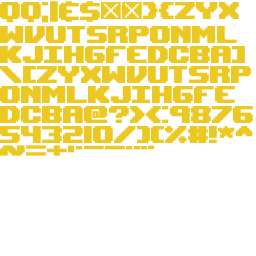 QQ¦|¢$☒☒}{ZYX
WVUTSRPONML
KJIHGFEDCBA]
\[ZYXWVUTSRP
ONMLKJIHGFE
DCBA@?><:9876
543210/)(%#!*^
~=+